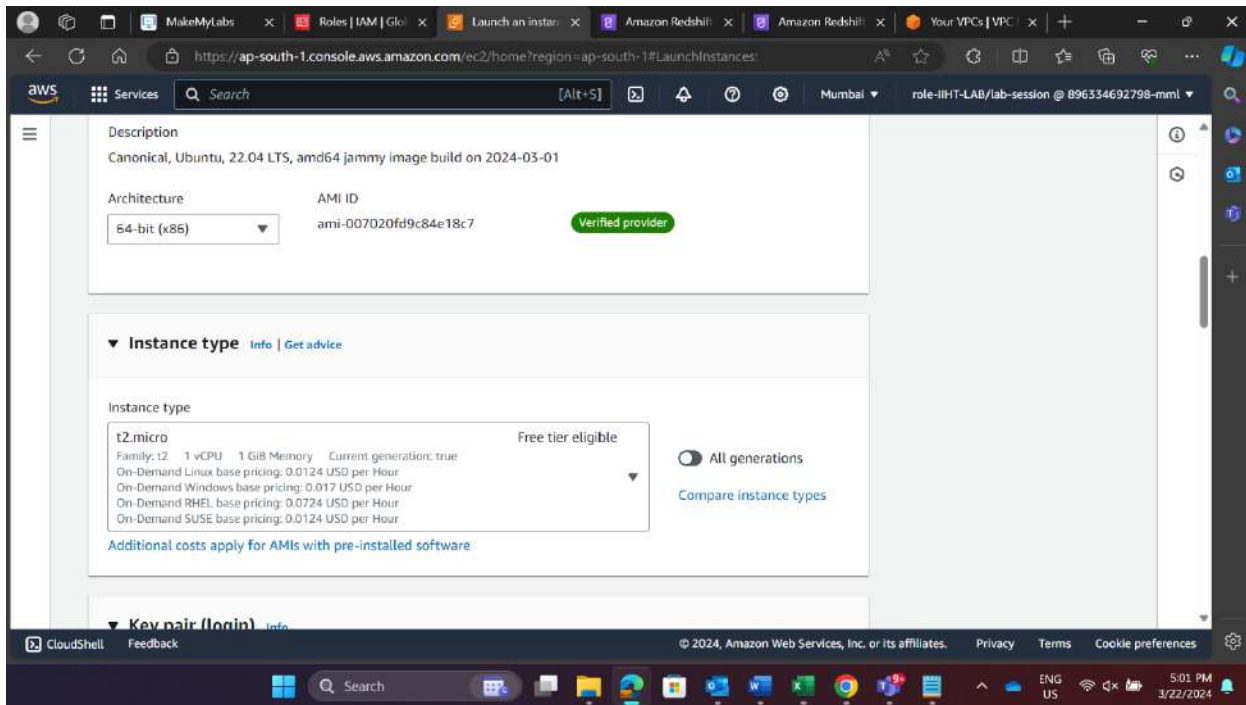 MakeMyLabs
Roles | IAM | Glo
Launch an instan
Amazon Redshif
Amazon Redshif
Your VPCs | VPC
https://ap-south-1.console.aws.amazon.com/ec2/home?region=ap-south-1#LaunchInstances:
aws
Services
Search
[Alt+S]
Mumbai
role-IIHT-LAB/lab-session @ 896334692798-mml
Description
Canonical, Ubuntu, 22.04 LTS, amd64 jammy image build on 2024-03-01
Architecture
AMI ID
64-bit (x86)
ami-007020fd9c84e18c7
Verified provider
Instance type Info | Get advice
Instance type
t2.micro
Free tier eligible
Family: t2 1 vCPU 1 GiB Memory Current generation: true
On-Demand Linux base pricing: 0.0124 USD per Hour
On-Demand Windows base pricing: 0.017 USD per Hour
On-Demand RHEL base pricing: 0.0724 USD per Hour
On-Demand SUSE base pricing: 0.0124 USD per Hour
All generations
Compare instance types
Additional costs apply for AMIs with pre-installed software
Key pair (login) Info
CloudShell
Feedback
© 2024, Amazon Web Services, Inc. or its affiliates.
Privacy
Terms
Cookie preferences
Search
ENG
US
5:01 PM
3/22/2024